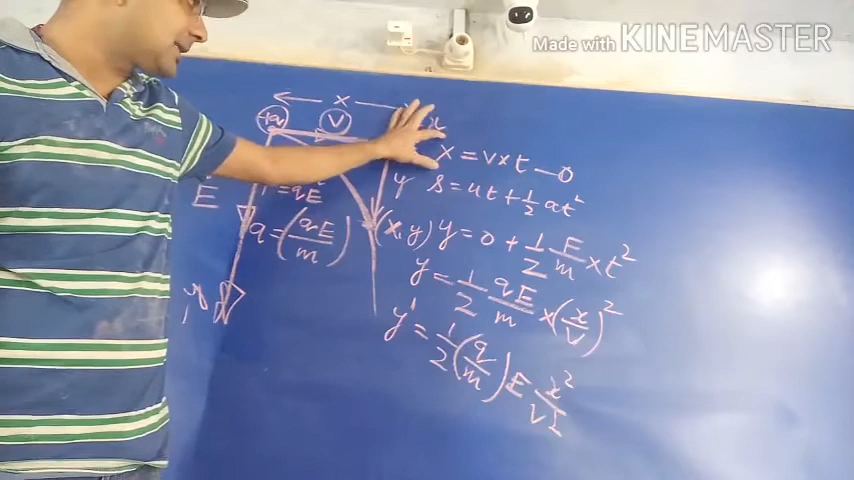 Made with KINEMASTER
x
+q
V
x = v x t — ①
y
s = ut + 1/2 at²
E
= qE
a = (qE/m)
(x, y)
y = 0 + 1/2 E/m x t²
y = 1/2 qE/m x (x/v)²
y' = 1/2 (q/m) E x²/v
y